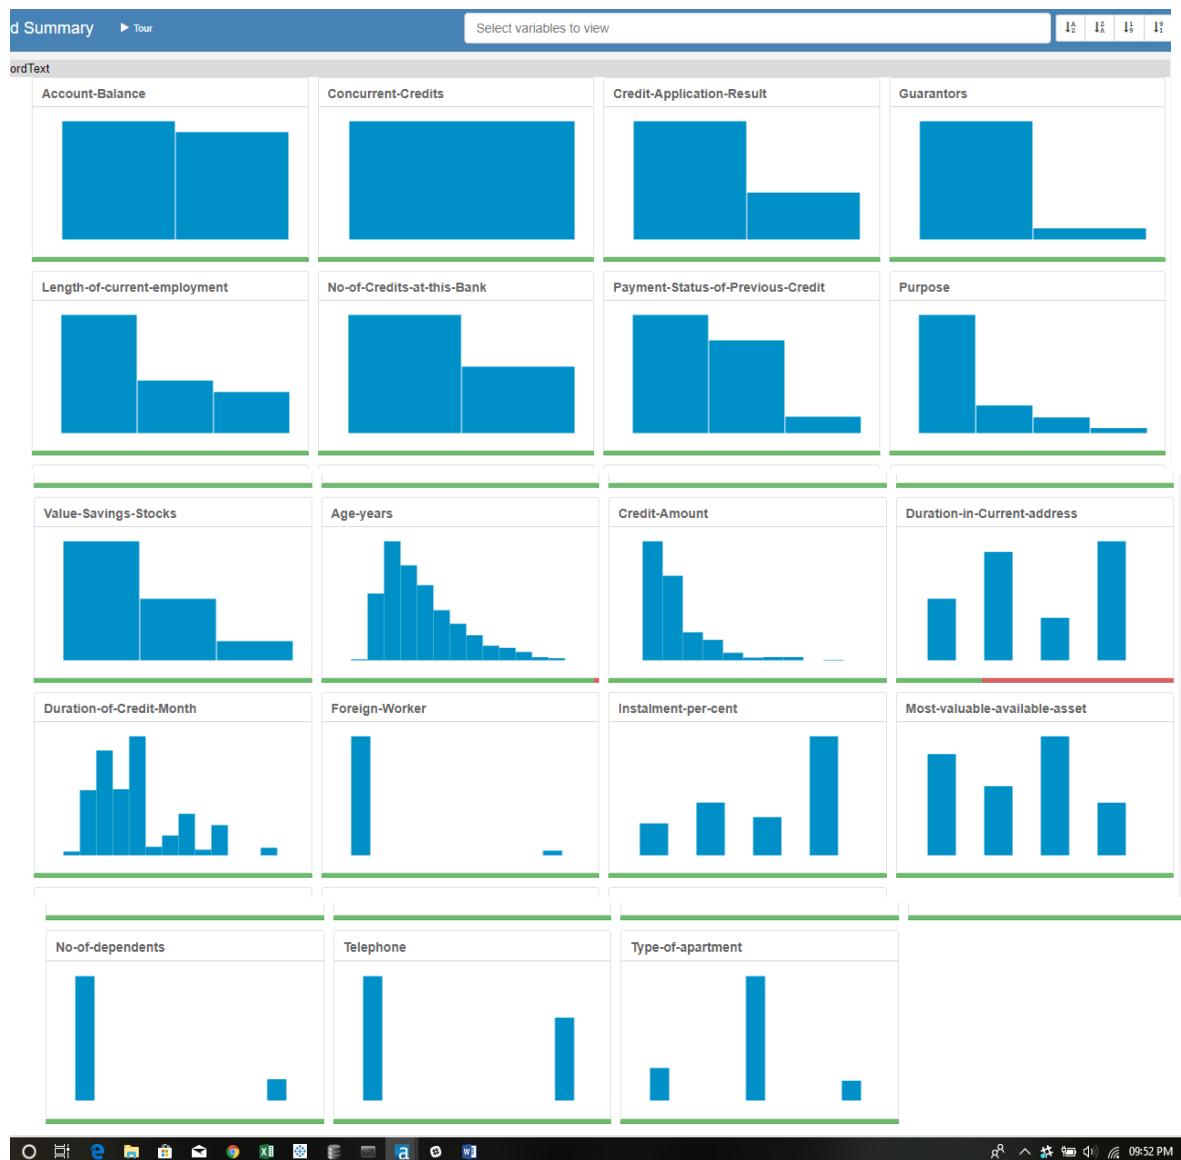 d Summary Tour Select variables to view
ordText
Account-Balance Concurrent-Credits Credit-Application-Result Guarantors
Length-of-current-employment No-of-Credits-at-this-Bank Payment-Status-of-Previous-Credit Purpose
Value-Savings-Stocks Age-years Credit-Amount Duration-in-Current-address
Duration-of-Credit-Month Foreign-Worker Instalment-per-cent Most-valuable-available-asset
No-of-dependents Telephone Type-of-apartment
09:52 PM